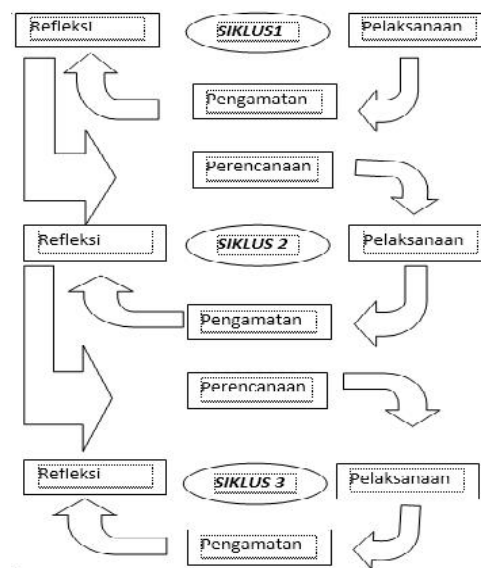 Refleksi SIKLUS1 Pelaksanaan
Pengamatan
Perencanaan
Refleksi SIKLUS 2 Pelaksanaan
Pengamatan
Perencanaan
Refleksi SIKLUS 3 Pelaksanaan
Pengamatan